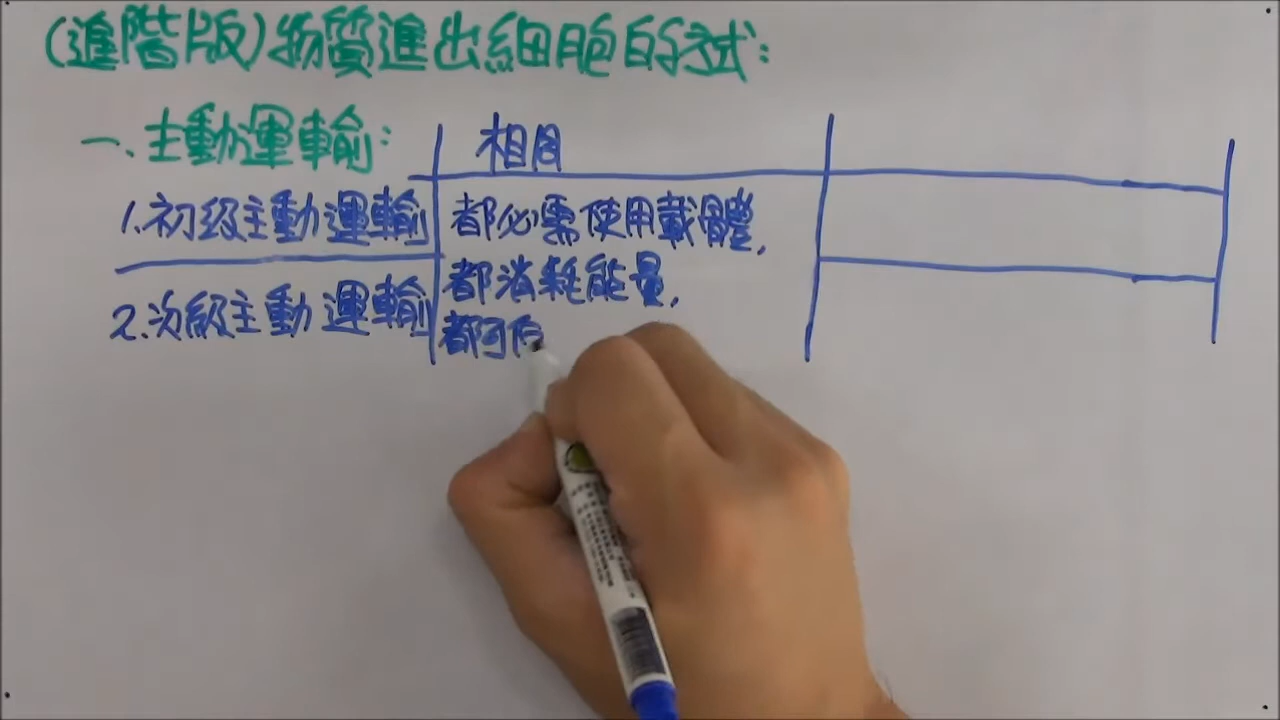 (進階版)物質進出細胞的方式:
一、主動運輸:
相同
1.初級主動運輸
都必需使用載體,
都消耗能量,
2.次級主動運輸
都可